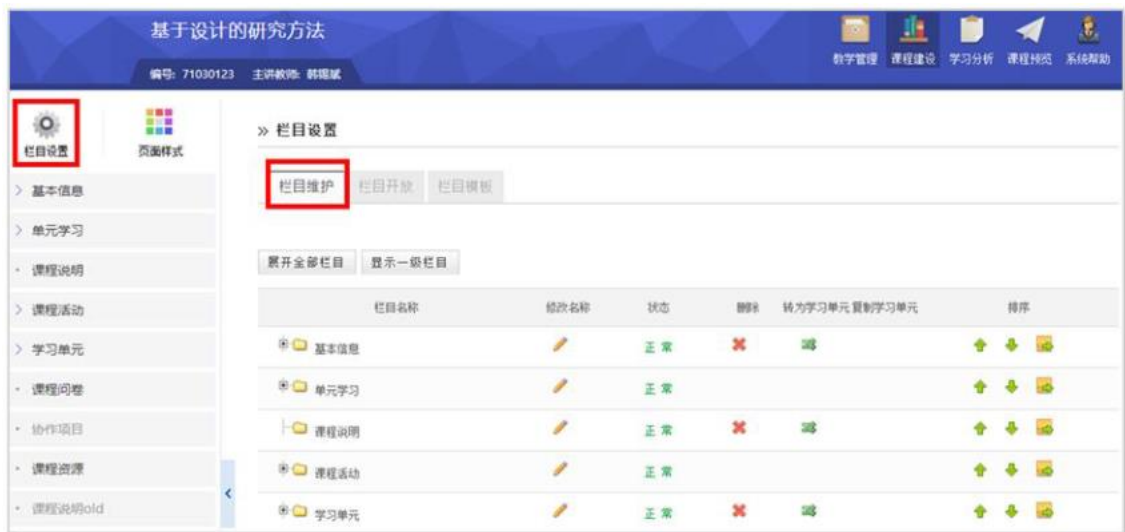 基于设计的研究方法
编号: 71030123 主讲教师: 韩锡斌
教学管理 课程建设 学习分析 课程预览 系统帮助
栏目设置 页面样式
» 栏目设置
栏目维护 栏目开放 栏目模板
> 基本信息
> 单元学习
· 课程说明
> 课程活动
> 学习单元
· 课程问卷
· 协作项目
· 课程资源
· 课程说明old
展开全部栏目 显示一级栏目
栏目名称 修改名称 状态 删除 转为学习单元 复制学习单元 排序
基本信息 正常
单元学习 正常
课程说明 正常
课程活动 正常
学习单元 正常